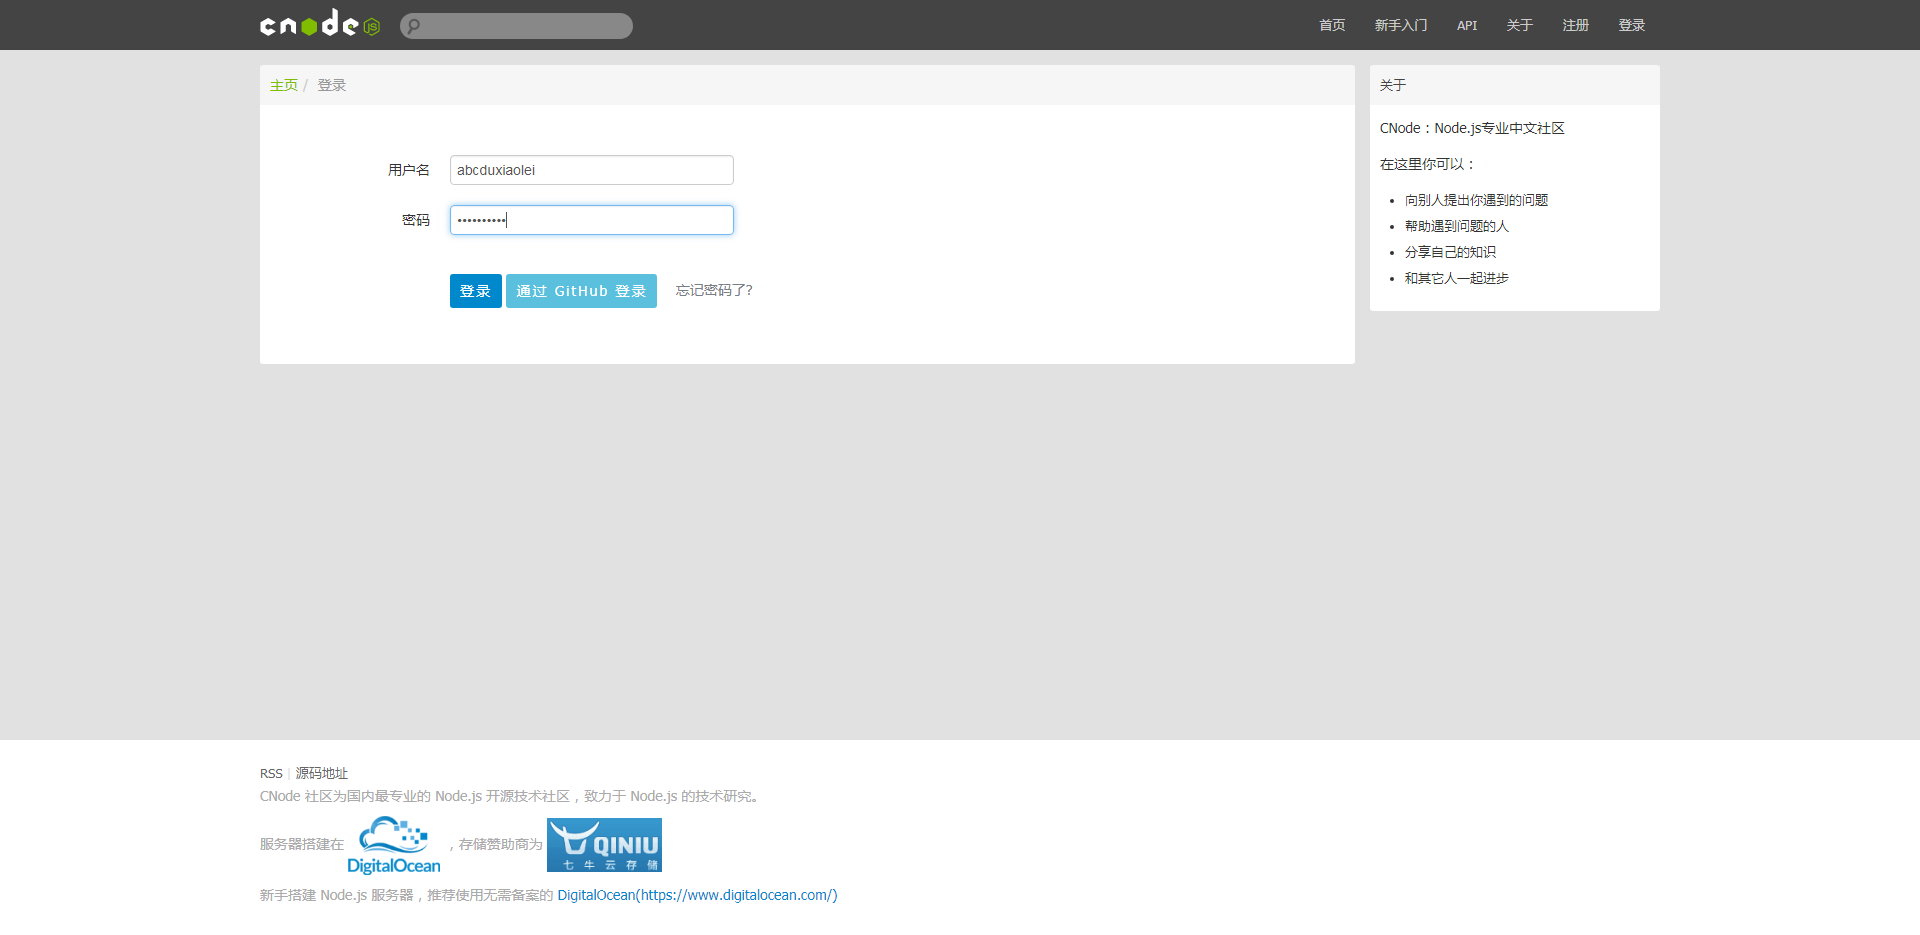 cnodejs
首页 新手入门 API 关于 注册 登录
主页 / 登录
用户名 abcduxiaolei
密码 ••••••••••
登录 通过 GitHub 登录 忘记密码了?
关于
CNode：Node.js专业中文社区
在这里你可以：
• 向别人提出你遇到的问题
• 帮助遇到问题的人
• 分享自己的知识
• 和其它人一起进步
RSS | 源码地址
CNode 社区为国内最专业的 Node.js 开源技术社区，致力于 Node.js 的技术研究。
服务器搭建在 DigitalOcean ，存储赞助商为 QINIU
七牛云存储
新手搭建 Node.js 服务器，推荐使用无需备案的 DigitalOcean(https://www.digitalocean.com/)